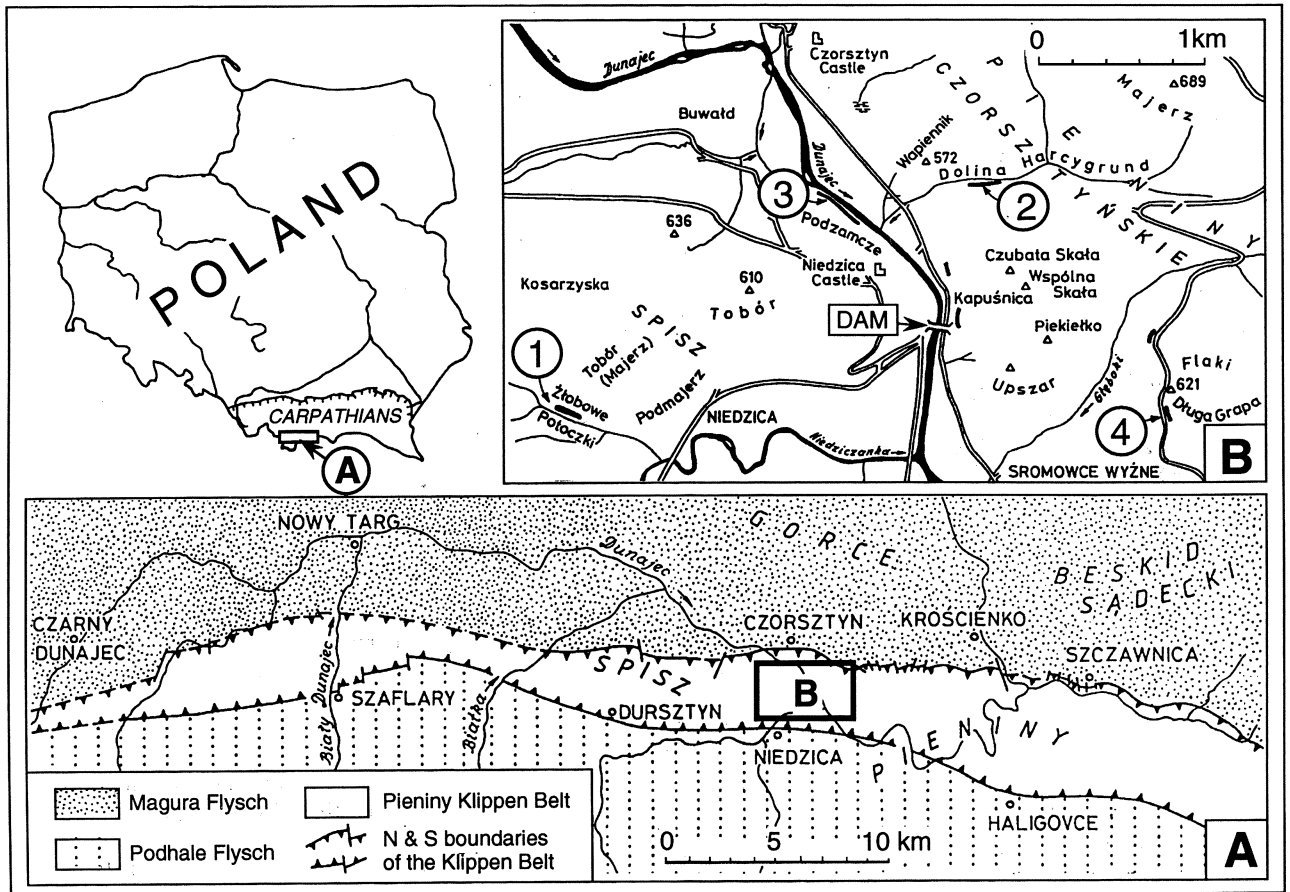 POLAND
CARPATHIANS
A
Dunajec
Czorsztyn
Castle
0 1km
PIENINY
CZORSZTYŃSKIE
Majerz
689
Buwałd
Wapiennik
572
Dolina Harcygrund
Dunajec
3
2
Podzamcze
636
Niedzica
Castle
Czubata Skała
Wspólna
Skała
Kosarzyska
610
Tobór
SPISZ
DAM
Kapuśnica
Piekiełko
1
Tobór
(Majerz)
Podmajerz
Żłobowe
Potoczki
NIEDZICA
Niedziczanka
Upszar
Głęboki
Flaki
621
Długa Grapa
4
SROMOWCE WYŻNE
B
NOWY TARG
Dunajec
GORCE
BESKID
SĄDECKI
CZARNY
DUNAJEC
CZORSZTYN
KROŚCIENKO
SZCZAWNICA
SPISZ
B
Biały Dunajec
SZAFLARY
Białka
DURSZTYN
NIEDZICA
PIENINY
HALIGOVCE
Magura Flysch
Pieniny Klippen Belt
Podhale Flysch
N & S boundaries
of the Klippen Belt
0 5 10 km
A